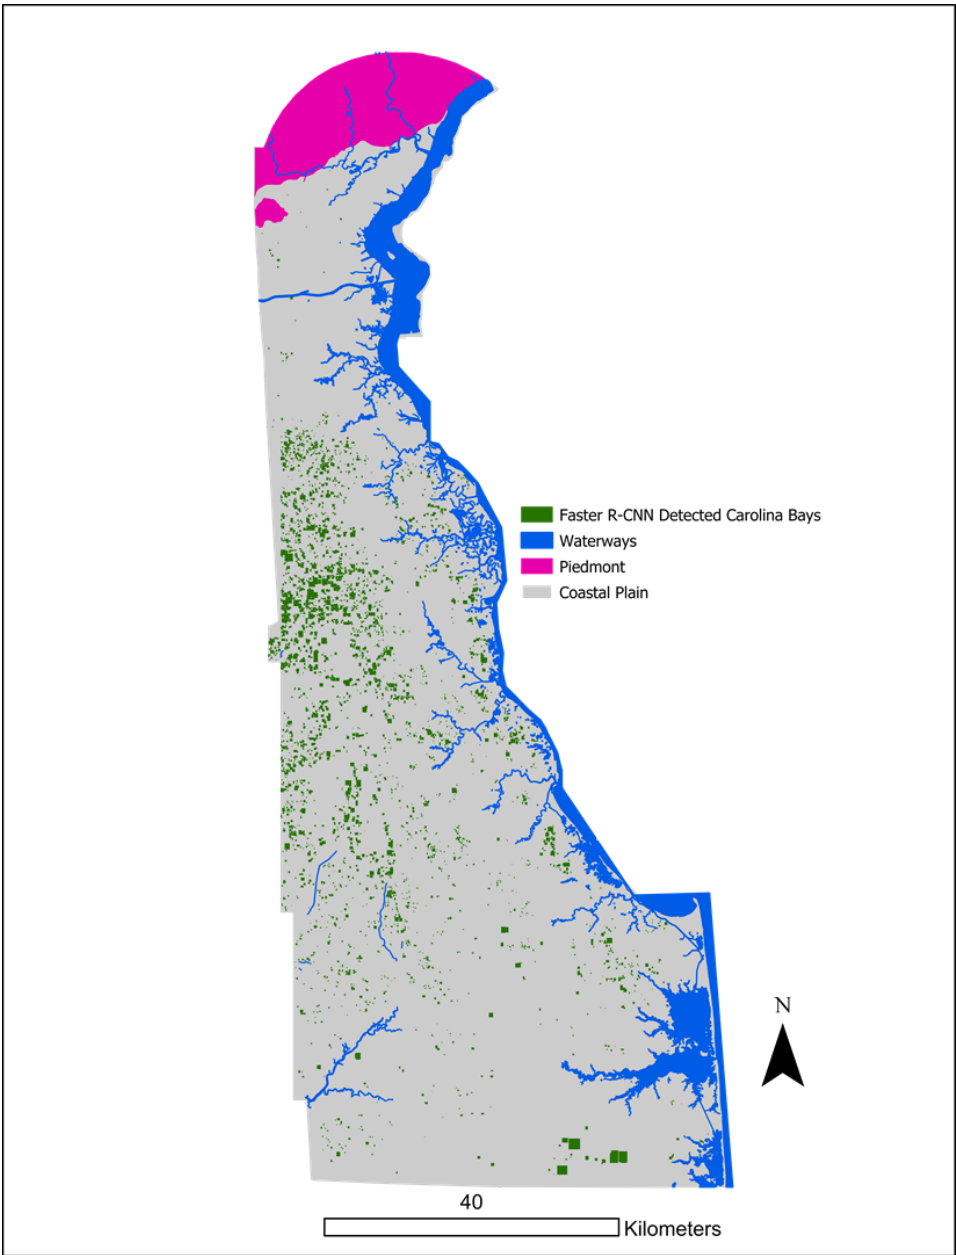 Faster R-CNN Detected Carolina Bays
Waterways
Piedmont
Coastal Plain
N
40
Kilometers